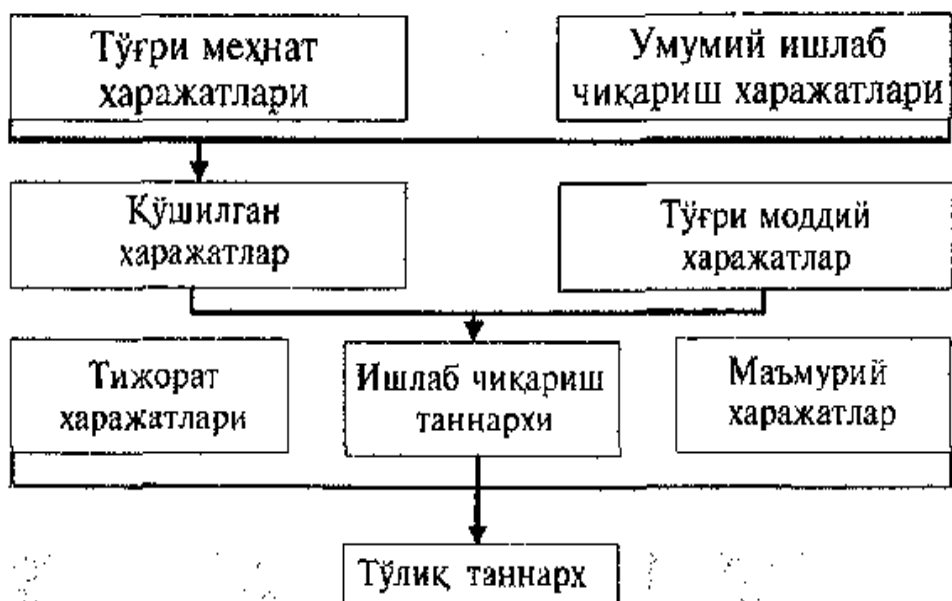 Тўғри меҳнат
харажатлари
Умумий ишлаб
чиқариш харажатлари
Қўшилган
харажатлар
Тўғри моддий
харажатлар
Тижорат
харажатлари
Ишлаб чиқариш
таннархи
Маъмурий
харажатлар
Тўлиқ таннарх